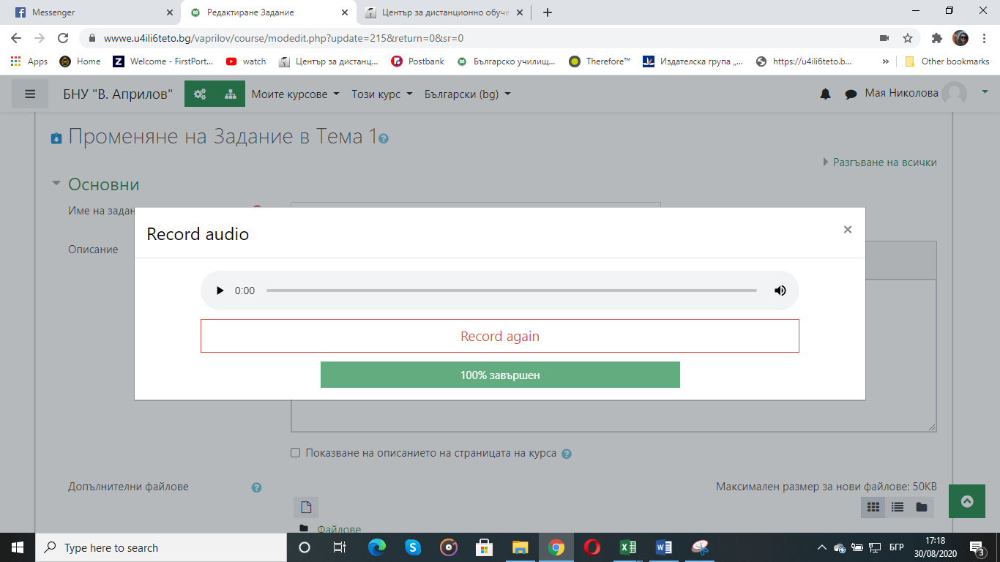 Messenger
Редактиране Задание
Център за дистанционно обуче
wwwe.u4ili6teto.bg/vaprilov/course/modedit.php?update=215&return=0&sr=0
Apps
Home
Welcome - FirstPort...
watch
Център за дистанц...
Postbank
Българско училищ...
Therefore™
Издателска група „...
https://u4ili6teto.b...
»
Other bookmarks
БНУ "В. Априлов"
Моите курсове
Този курс
Български (bg)
Мая Николова
Променяне на Задание в Тема 1
Разгъване на всички
Основни
Име на задан
Описание
Record audio
0:00
Record again
100% завършен
Показване на описанието на страницата на курса
Допълнителни файлове
Максимален размер за нови файлове: 50KB
Файлове
Type here to search
БГР
17:18
30/08/2020
3